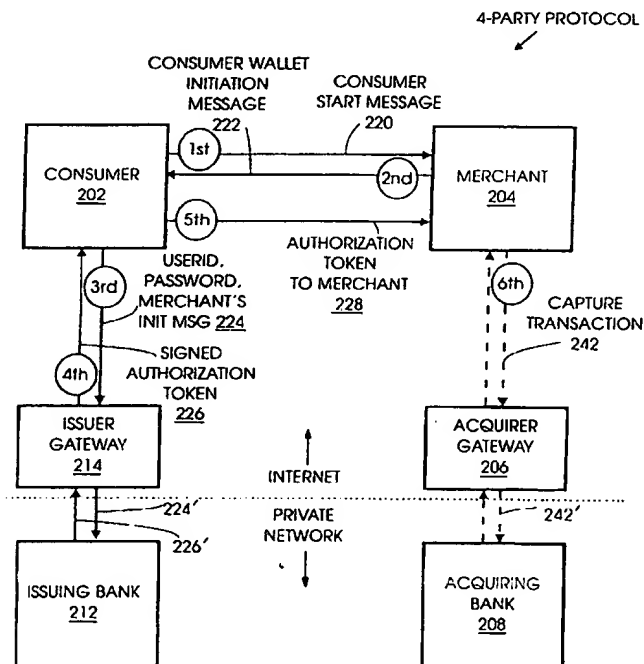 4-PARTY PROTOCOL
CONSUMER WALLET
INITIATION
MESSAGE
222
CONSUMER
START MESSAGE
220
CONSUMER
202
1st
2nd
MERCHANT
204
5th
AUTHORIZATION
TOKEN
TO MERCHANT
228
3rd
USERID,
PASSWORD,
MERCHANT'S
INIT MSG 224
6th
CAPTURE
TRANSACTION
242
4th
SIGNED
AUTHORIZATION
TOKEN
226
ISSUER
GATEWAY
214
INTERNET
ACQUIRER
GATEWAY
206
224'
226'
PRIVATE
NETWORK
242'
ISSUING BANK
212
ACQUIRING
BANK
208